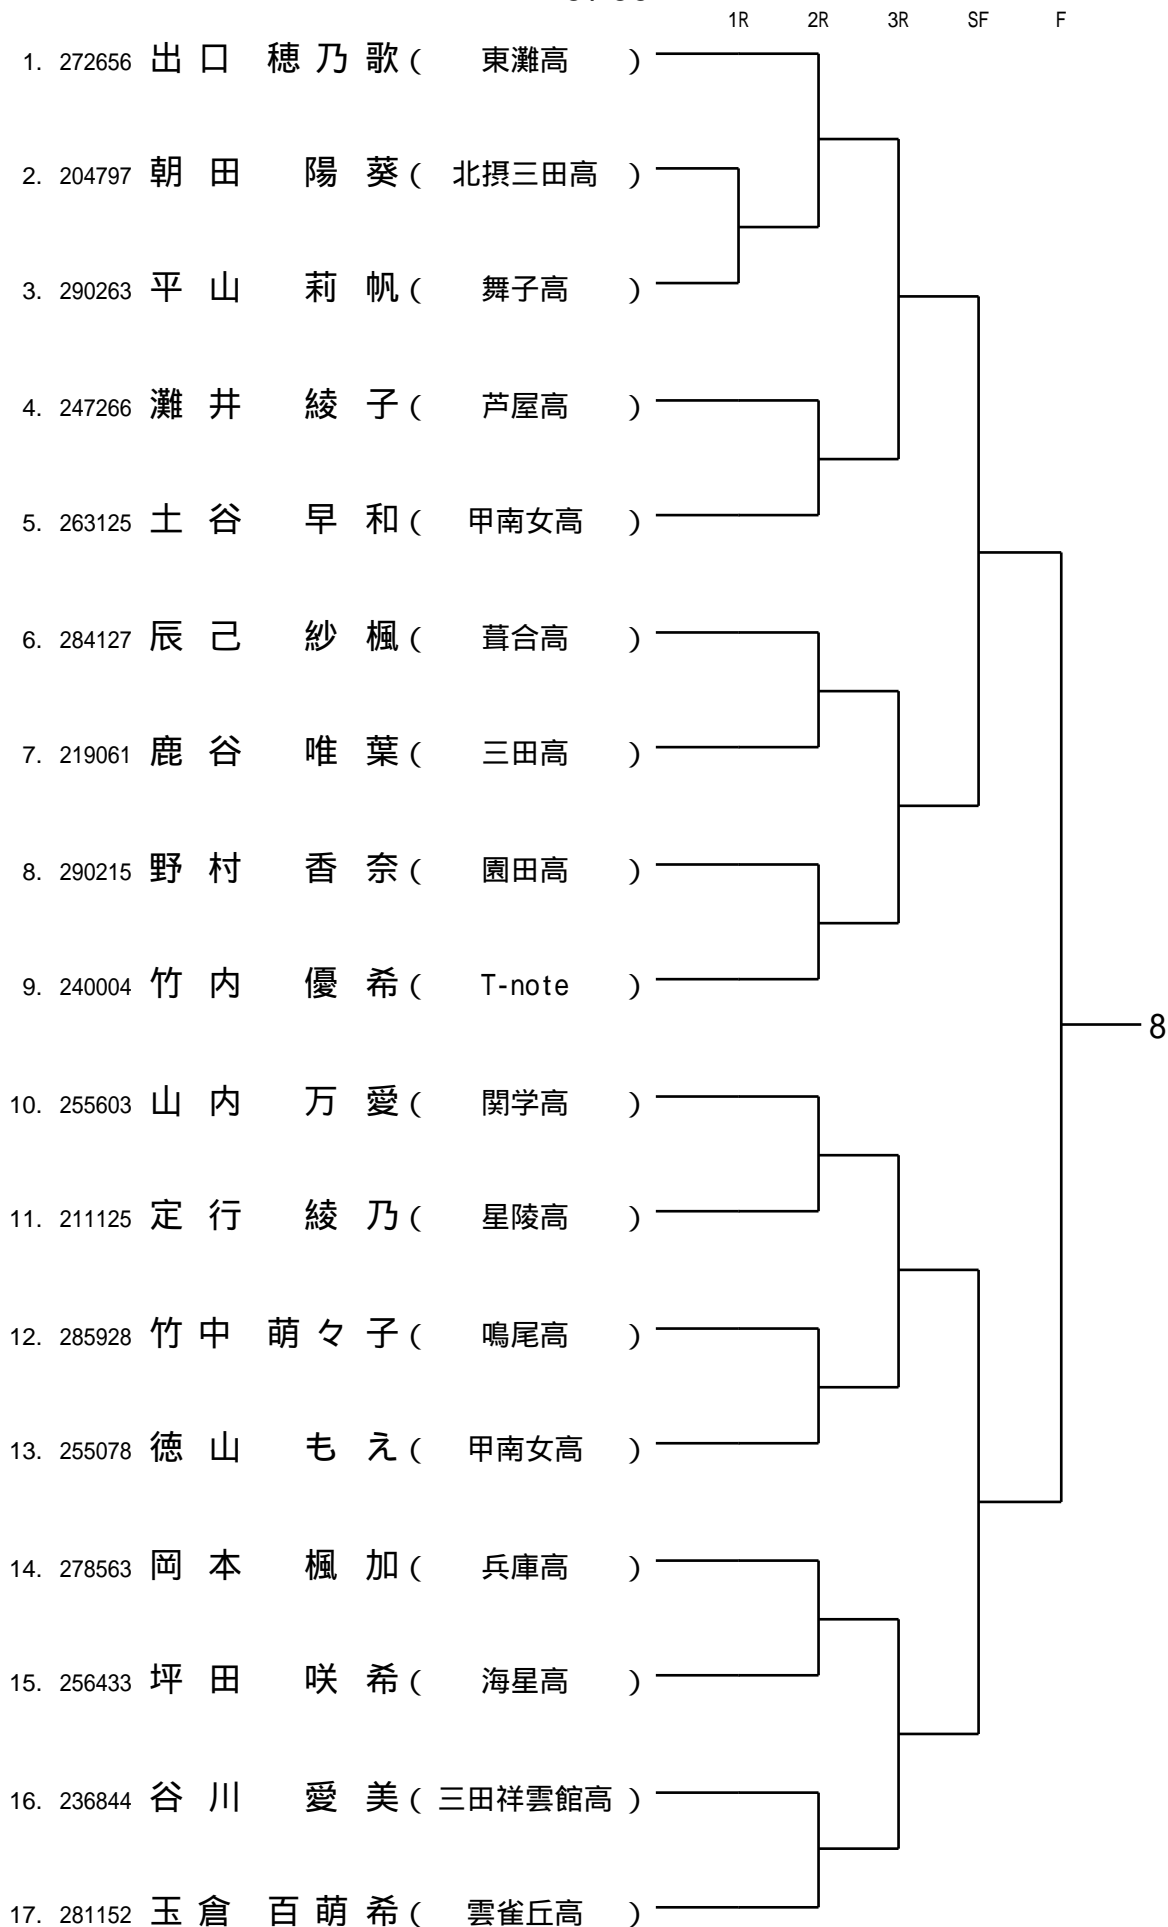 1R 2R 3R SF F
1. 272656 出口 穂乃歌 ( 東灘高 )
2. 204797 朝田 陽葵 ( 北摂三田高 )
3. 290263 平山 莉帆 ( 舞子高 )
4. 247266 灘井 綾子 ( 芦屋高 )
5. 263125 土谷 早和 ( 甲南女高 )
6. 284127 辰己 紗楓 ( 葺合高 )
7. 219061 鹿谷 唯葉 ( 三田高 )
8. 290215 野村 香奈 ( 園田高 )
9. 240004 竹内 優希 ( T-note )
8
10. 255603 山内 万愛 ( 関学高 )
11. 211125 定行 綾乃 ( 星陵高 )
12. 285928 竹中 萌々子 ( 鳴尾高 )
13. 255078 徳山 もえ ( 甲南女高 )
14. 278563 岡本 楓加 ( 兵庫高 )
15. 256433 坪田 咲希 ( 海星高 )
16. 236844 谷川 愛美 ( 三田祥雲館高 )
17. 281152 玉倉 百萌希 ( 雲雀丘高 )